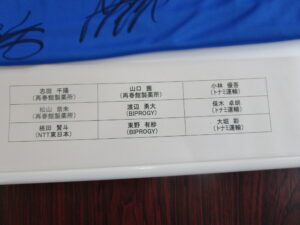 志田 千陽
(再春館製薬所)
山口 茜
(再春館製薬所)
小林 優吾
(トナミ運輸)
松山 奈未
(再春館製薬所)
渡辺 勇大
(BIPROGY)
保木 卓朗
(トナミ運輸)
桃田 賢斗
(NTT東日本)
東野 有紗
(BIPROGY)
大堀 彩
(トナミ運輸)